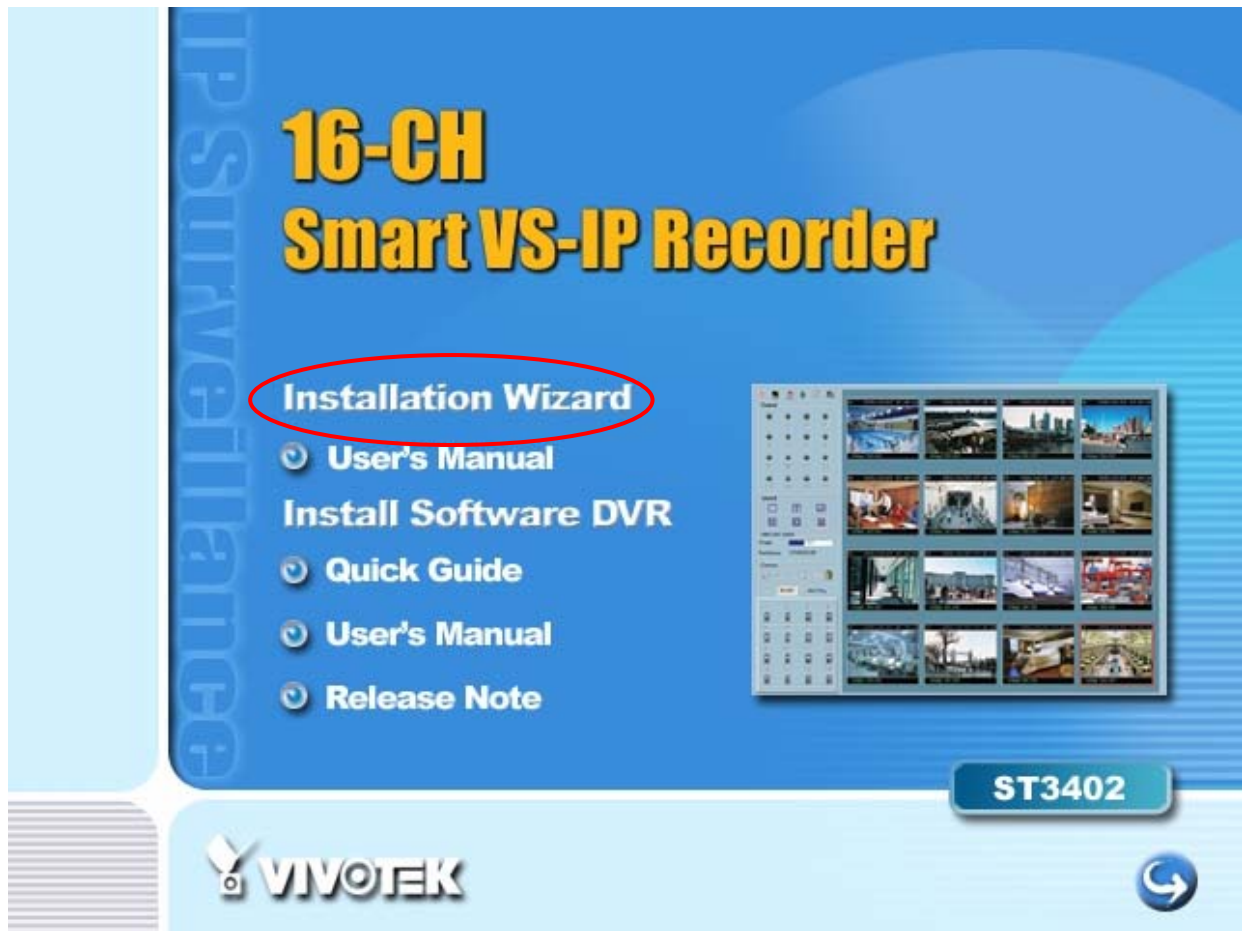 IP Surveillance
16-CH
Smart VS-IP Recorder
Installation Wizard
User's Manual
Install Software DVR
Quick Guide
User's Manual
Release Note
ST3402
VIVOTEK